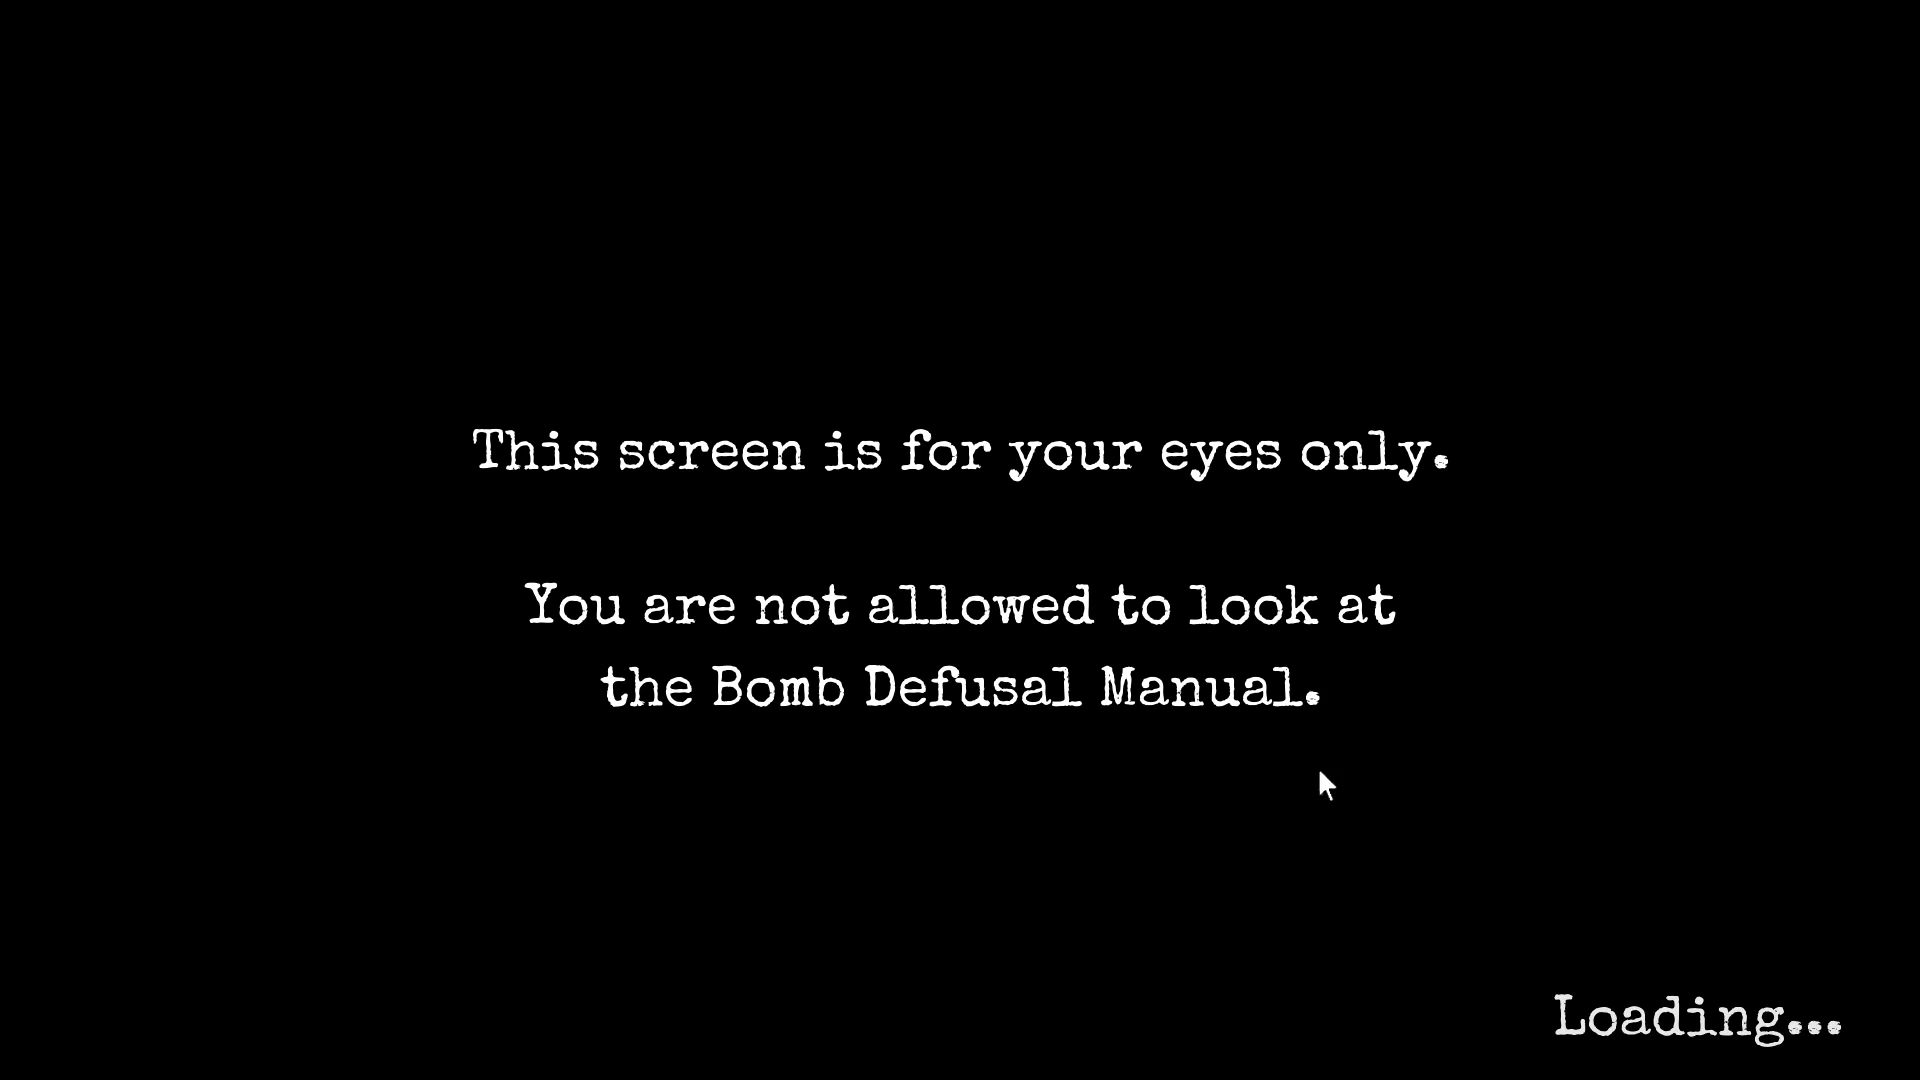 This screen is for your eyes only.
You are not allowed to look at
the Bomb Defusal Manual.
Loading...